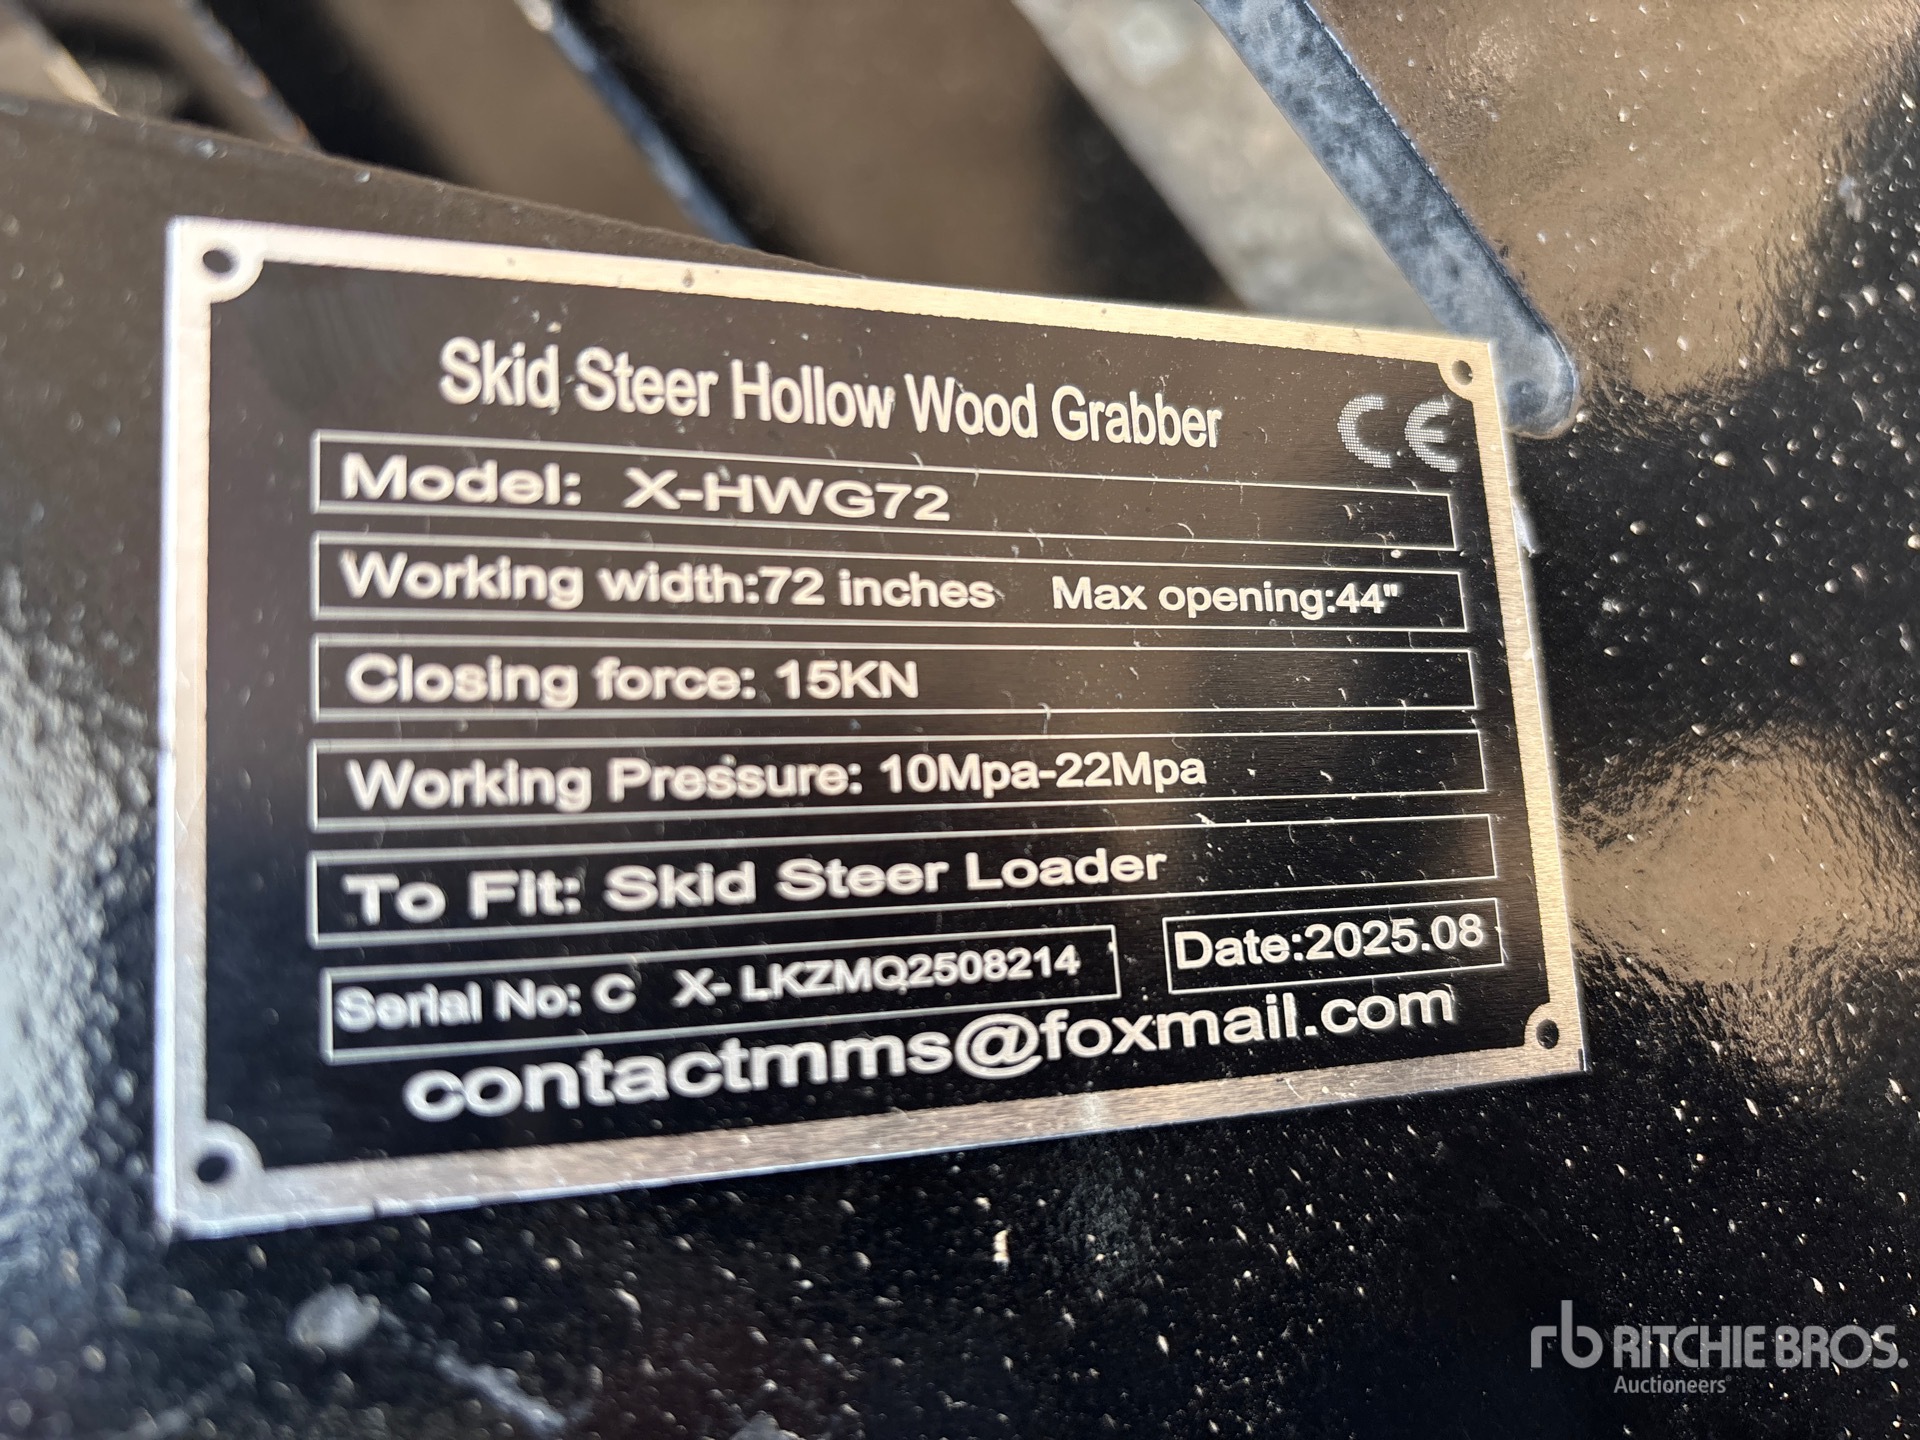 Skid Steer Hollow Wood Grabber
CE
Model: X-HWG72
Working width:72 inches Max opening:44"
Closing force: 15KN
Working Pressure: 10Mpa-22Mpa
To Fit: Skid Steer Loader
Serial No: C X- LKZMQ2508214 Date:2025.08
contactmms@foxmail.com
rb RITCHIE BROS.
Auctioneers